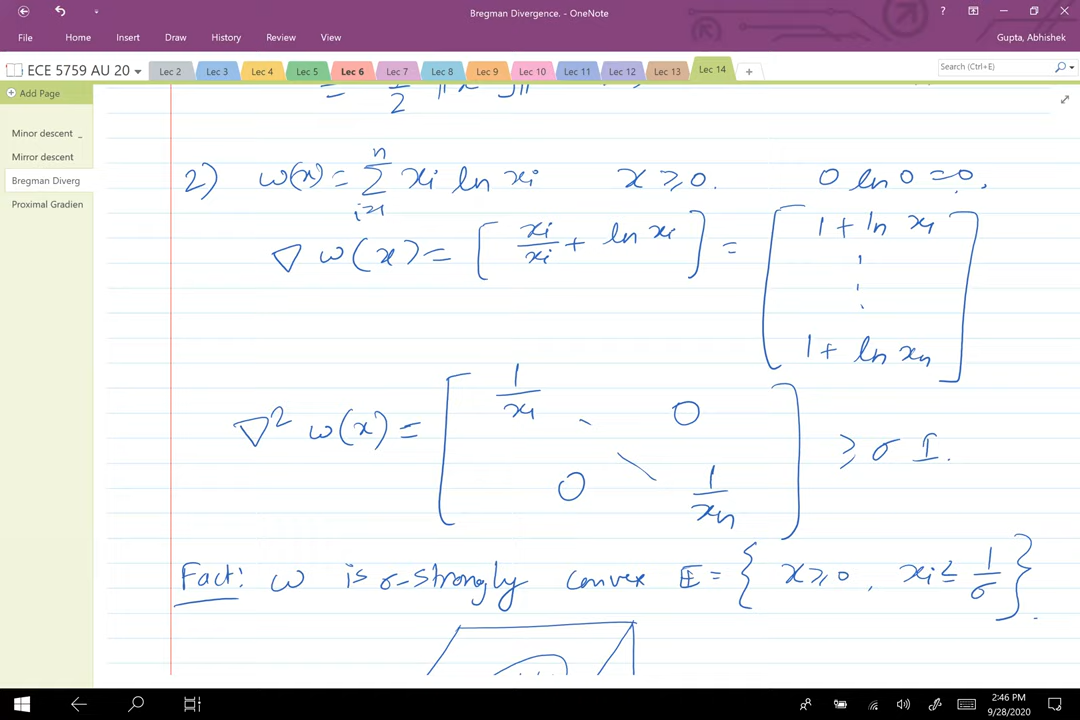 Bregman Divergence. - OneNote
?
File Home Insert Draw History Review View Gupta, Abhishek
ECE 5759 AU 20 Lec 2 Lec 3 Lec 4 Lec 5 Lec 6 Lec 7 Lec 8 Lec 9 Lec 10 Lec 11 Lec 12 Lec 13 Lec 14 + Search (Ctrl+E)
+ Add Page
Minor descent _
Mirror descent
Bregman Diverg
Proximal Gradien
2) ω(x) = ∑_{i=1}^{n} xi ln xi x ≥ 0. 0 ln 0 = 0.
∇ ω(x) = [ xi/xi + ln xi ] = [ 1 + ln x1 ⋮ 1 + ln xn ]
∇² ω(x) = [ 1/x1 ⋱ 0 0 1/xn ] ≥ σ I.
Fact: ω is σ-strongly convex E = { x ≥ 0, xi ≤ 1/σ }.
2:46 PM
9/28/2020